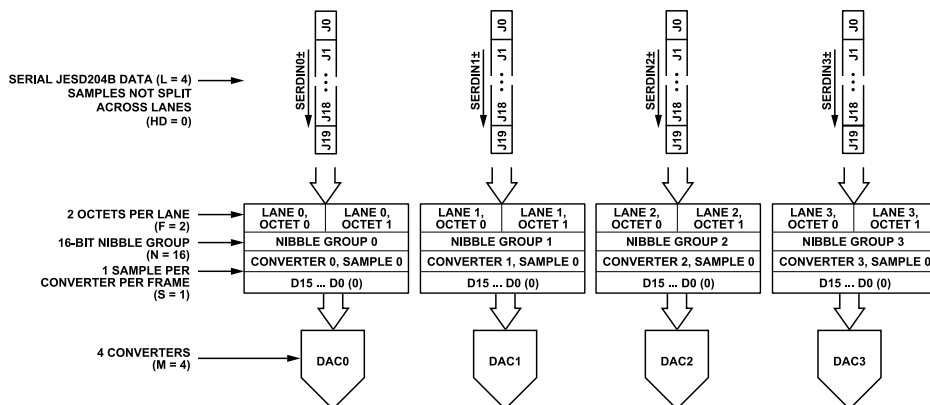 J0 J0 J0 J0
SERDIN0± J1 SERDIN1± J1 SERDIN2± J1 SERDIN3± J1
... ... ... ...
J18 J18 J18 J18
J19 J19 J19 J19
SERIAL JESD204B DATA (L = 4)
SAMPLES NOT SPLIT
ACROSS LANES
(HD = 0)
2 OCTETS PER LANE
(F = 2)
LANE 0, OCTET 0 LANE 0, OCTET 1 LANE 1, OCTET 0 LANE 1, OCTET 1 LANE 2, OCTET 0 LANE 2, OCTET 1 LANE 3, OCTET 0 LANE 3, OCTET 1
16-BIT NIBBLE GROUP
(N = 16)
NIBBLE GROUP 0 NIBBLE GROUP 1 NIBBLE GROUP 2 NIBBLE GROUP 3
1 SAMPLE PER
CONVERTER PER FRAME
(S = 1)
CONVERTER 0, SAMPLE 0 CONVERTER 1, SAMPLE 0 CONVERTER 2, SAMPLE 0 CONVERTER 3, SAMPLE 0
D15 ... D0 (0) D15 ... D0 (0) D15 ... D0 (0) D15 ... D0 (0)
4 CONVERTERS
(M = 4)
DAC0 DAC1 DAC2 DAC3